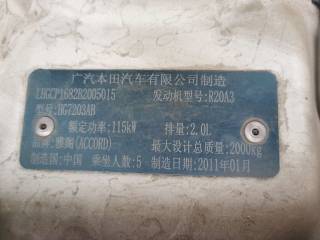 广汽本田汽车有限公司制造
LHGCP1682B2005015 发动机型号:R20A3
型号:HG7203AB
额定功率:115kW 排量:2.0L
品牌:雅阁(ACCORD) 最大设计总质量:2000kg
制造国:中国 乘坐人数:5 制造日期:2011年01月